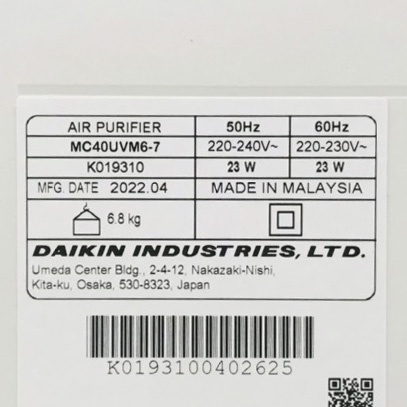 AIR PURIFIER 50Hz 60Hz
MC40UVM6-7 220-240V~ 220-230V~
K019310 23 W 23 W
MFG. DATE 2022.04 MADE IN MALAYSIA
6.8 kg
DAIKIN INDUSTRIES, LTD.
Umeda Center Bldg., 2-4-12, Nakazaki-Nishi,
Kita-ku, Osaka, 530-8323, Japan
K0193100402625